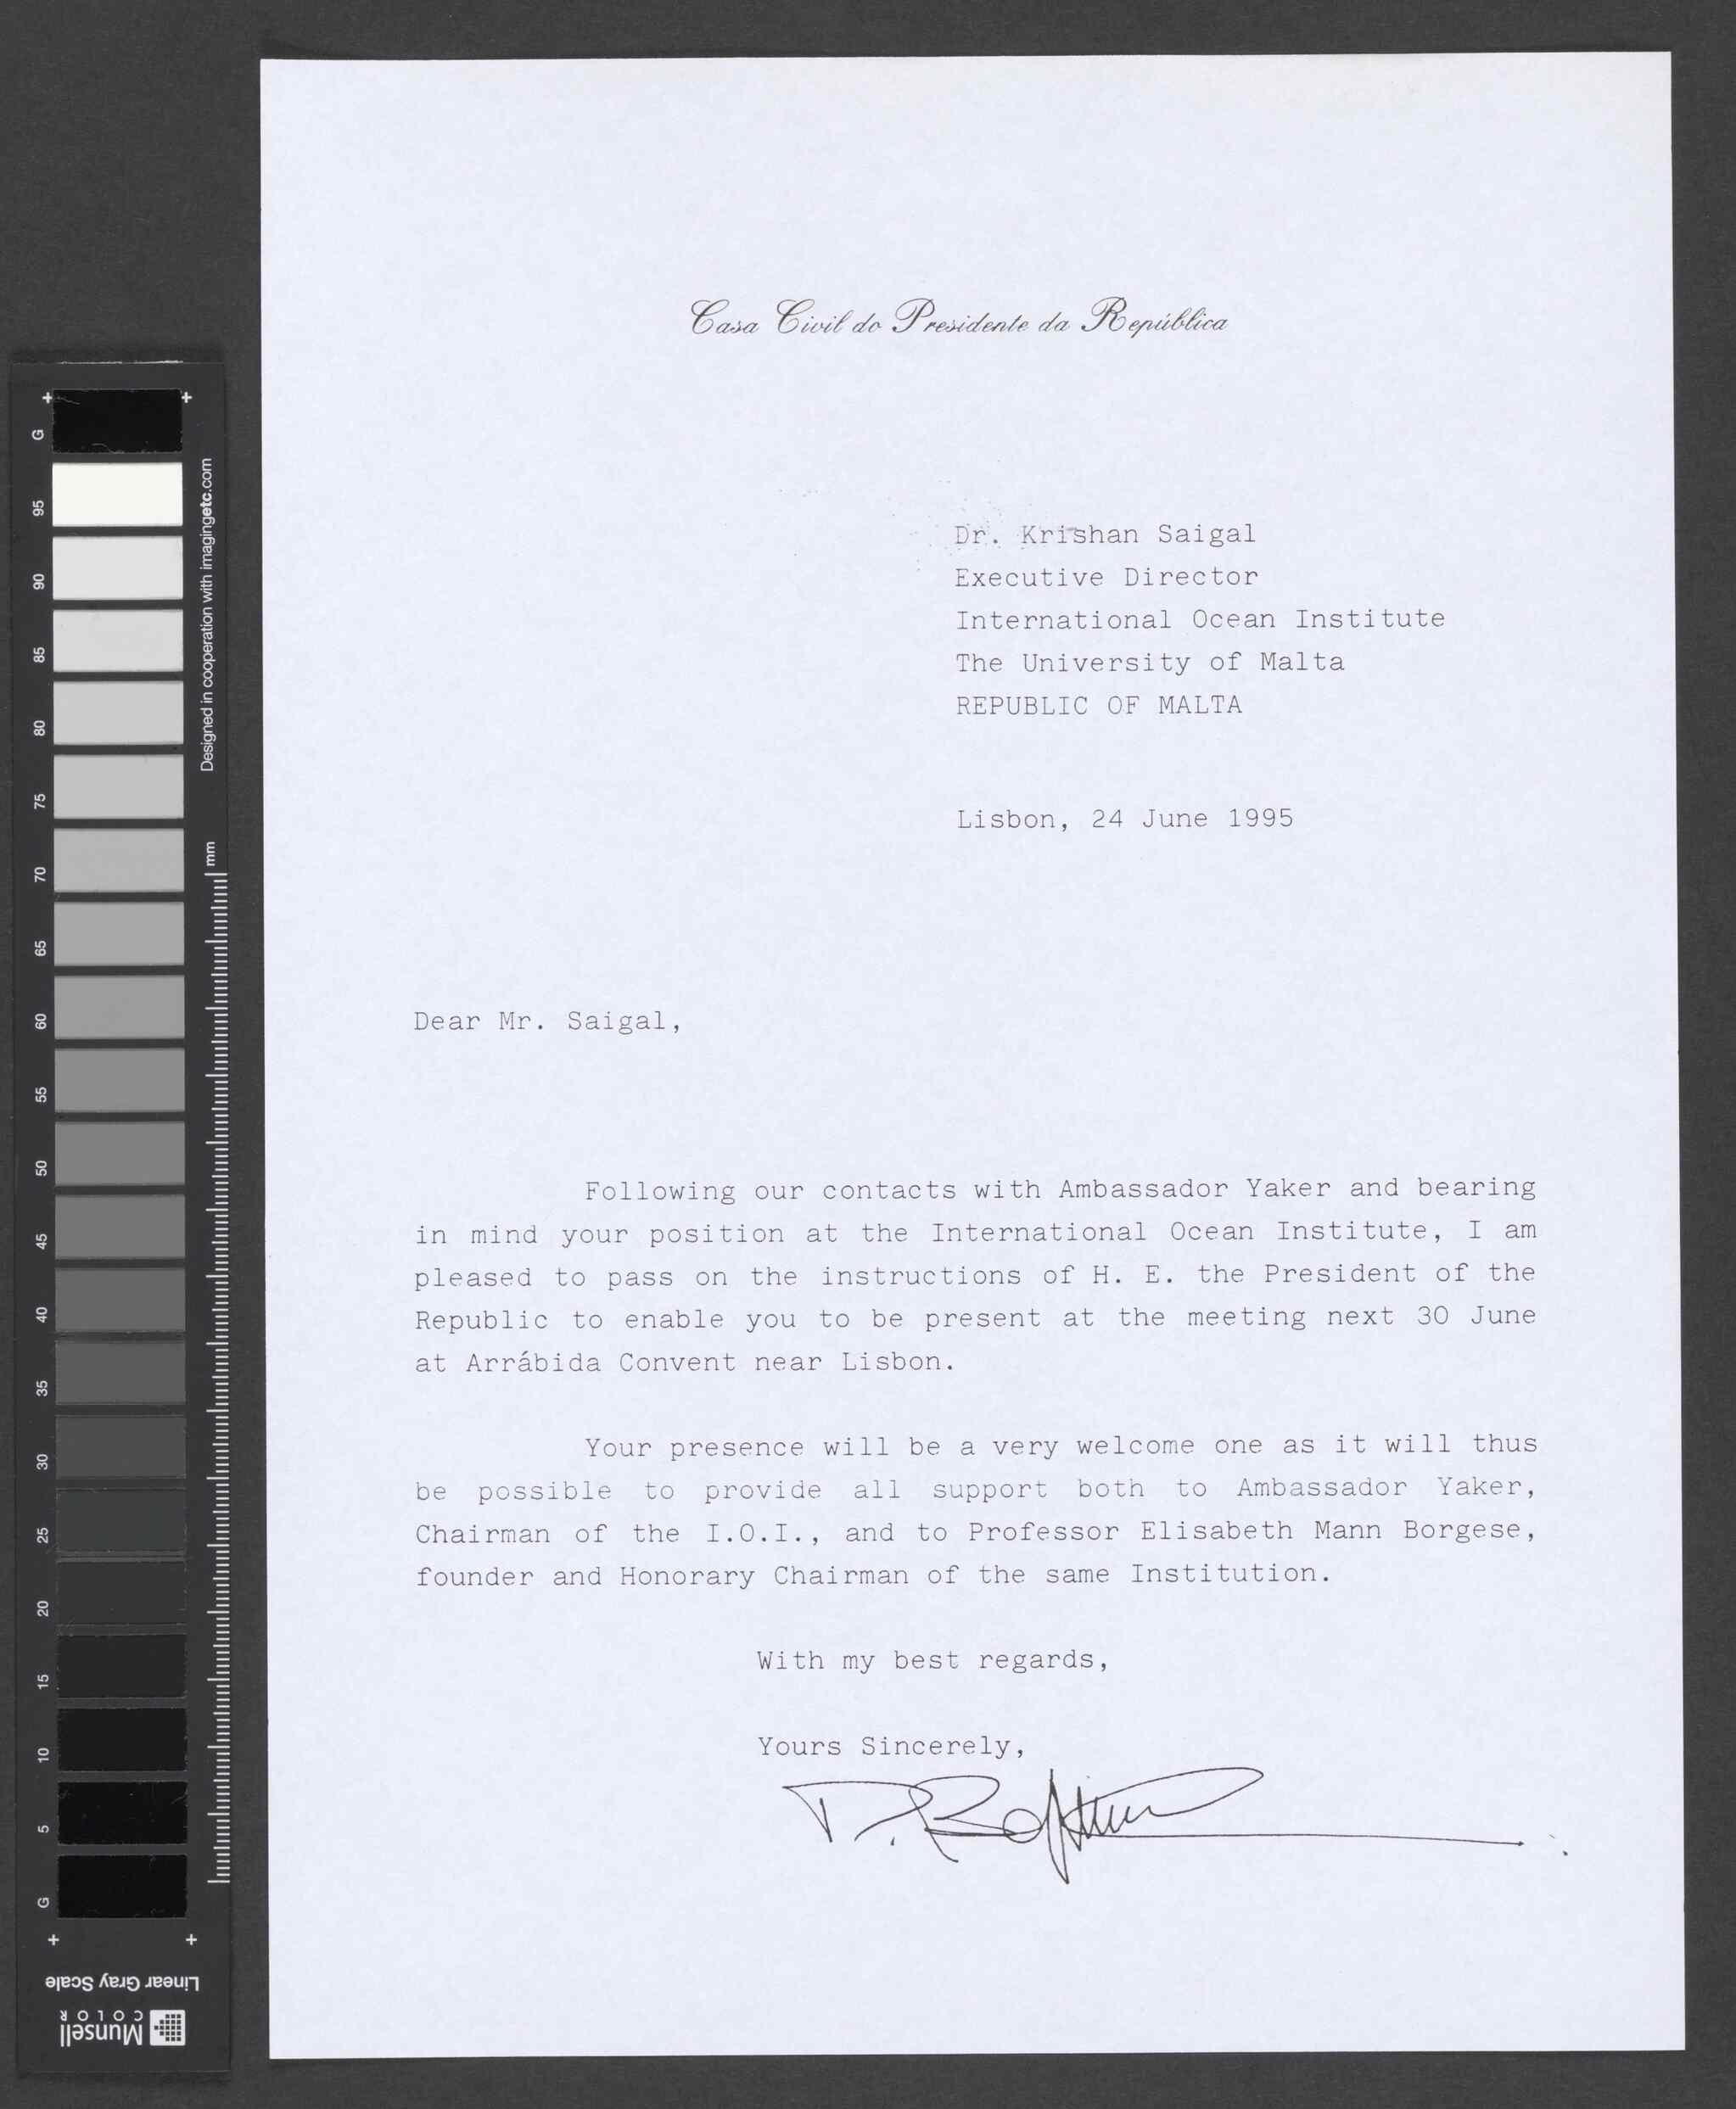 Casa Civil do Presidente da República
Dr. Krishan Saigal
Executive Director
International Ocean Institute
The University of Malta
REPUBLIC OF MALTA
Lisbon, 24 June 1995
Dear Mr. Saigal,
Following our contacts with Ambassador Yaker and bearing
in mind your position at the International Ocean Institute, I am
pleased to pass on the instructions of H. E. the President of the
Republic to enable you to be present at the meeting next 30 June
at Arrábida Convent near Lisbon.
Your presence will be a very welcome one as it will thus
be possible to provide all support both to Ambassador Yaker,
Chairman of the I.O.I., and to Professor Elisabeth Mann Borgese,
founder and Honorary Chairman of the same Institution.
With my best regards,
Yours Sincerely,
G
95
90
85
80
75
70
65
60
55
50
45
40
35
30
25
20
15
10
5
G
Designed in cooperation with imagingetc.com
mm
Linear Gray Scale
Munsell
COLOR